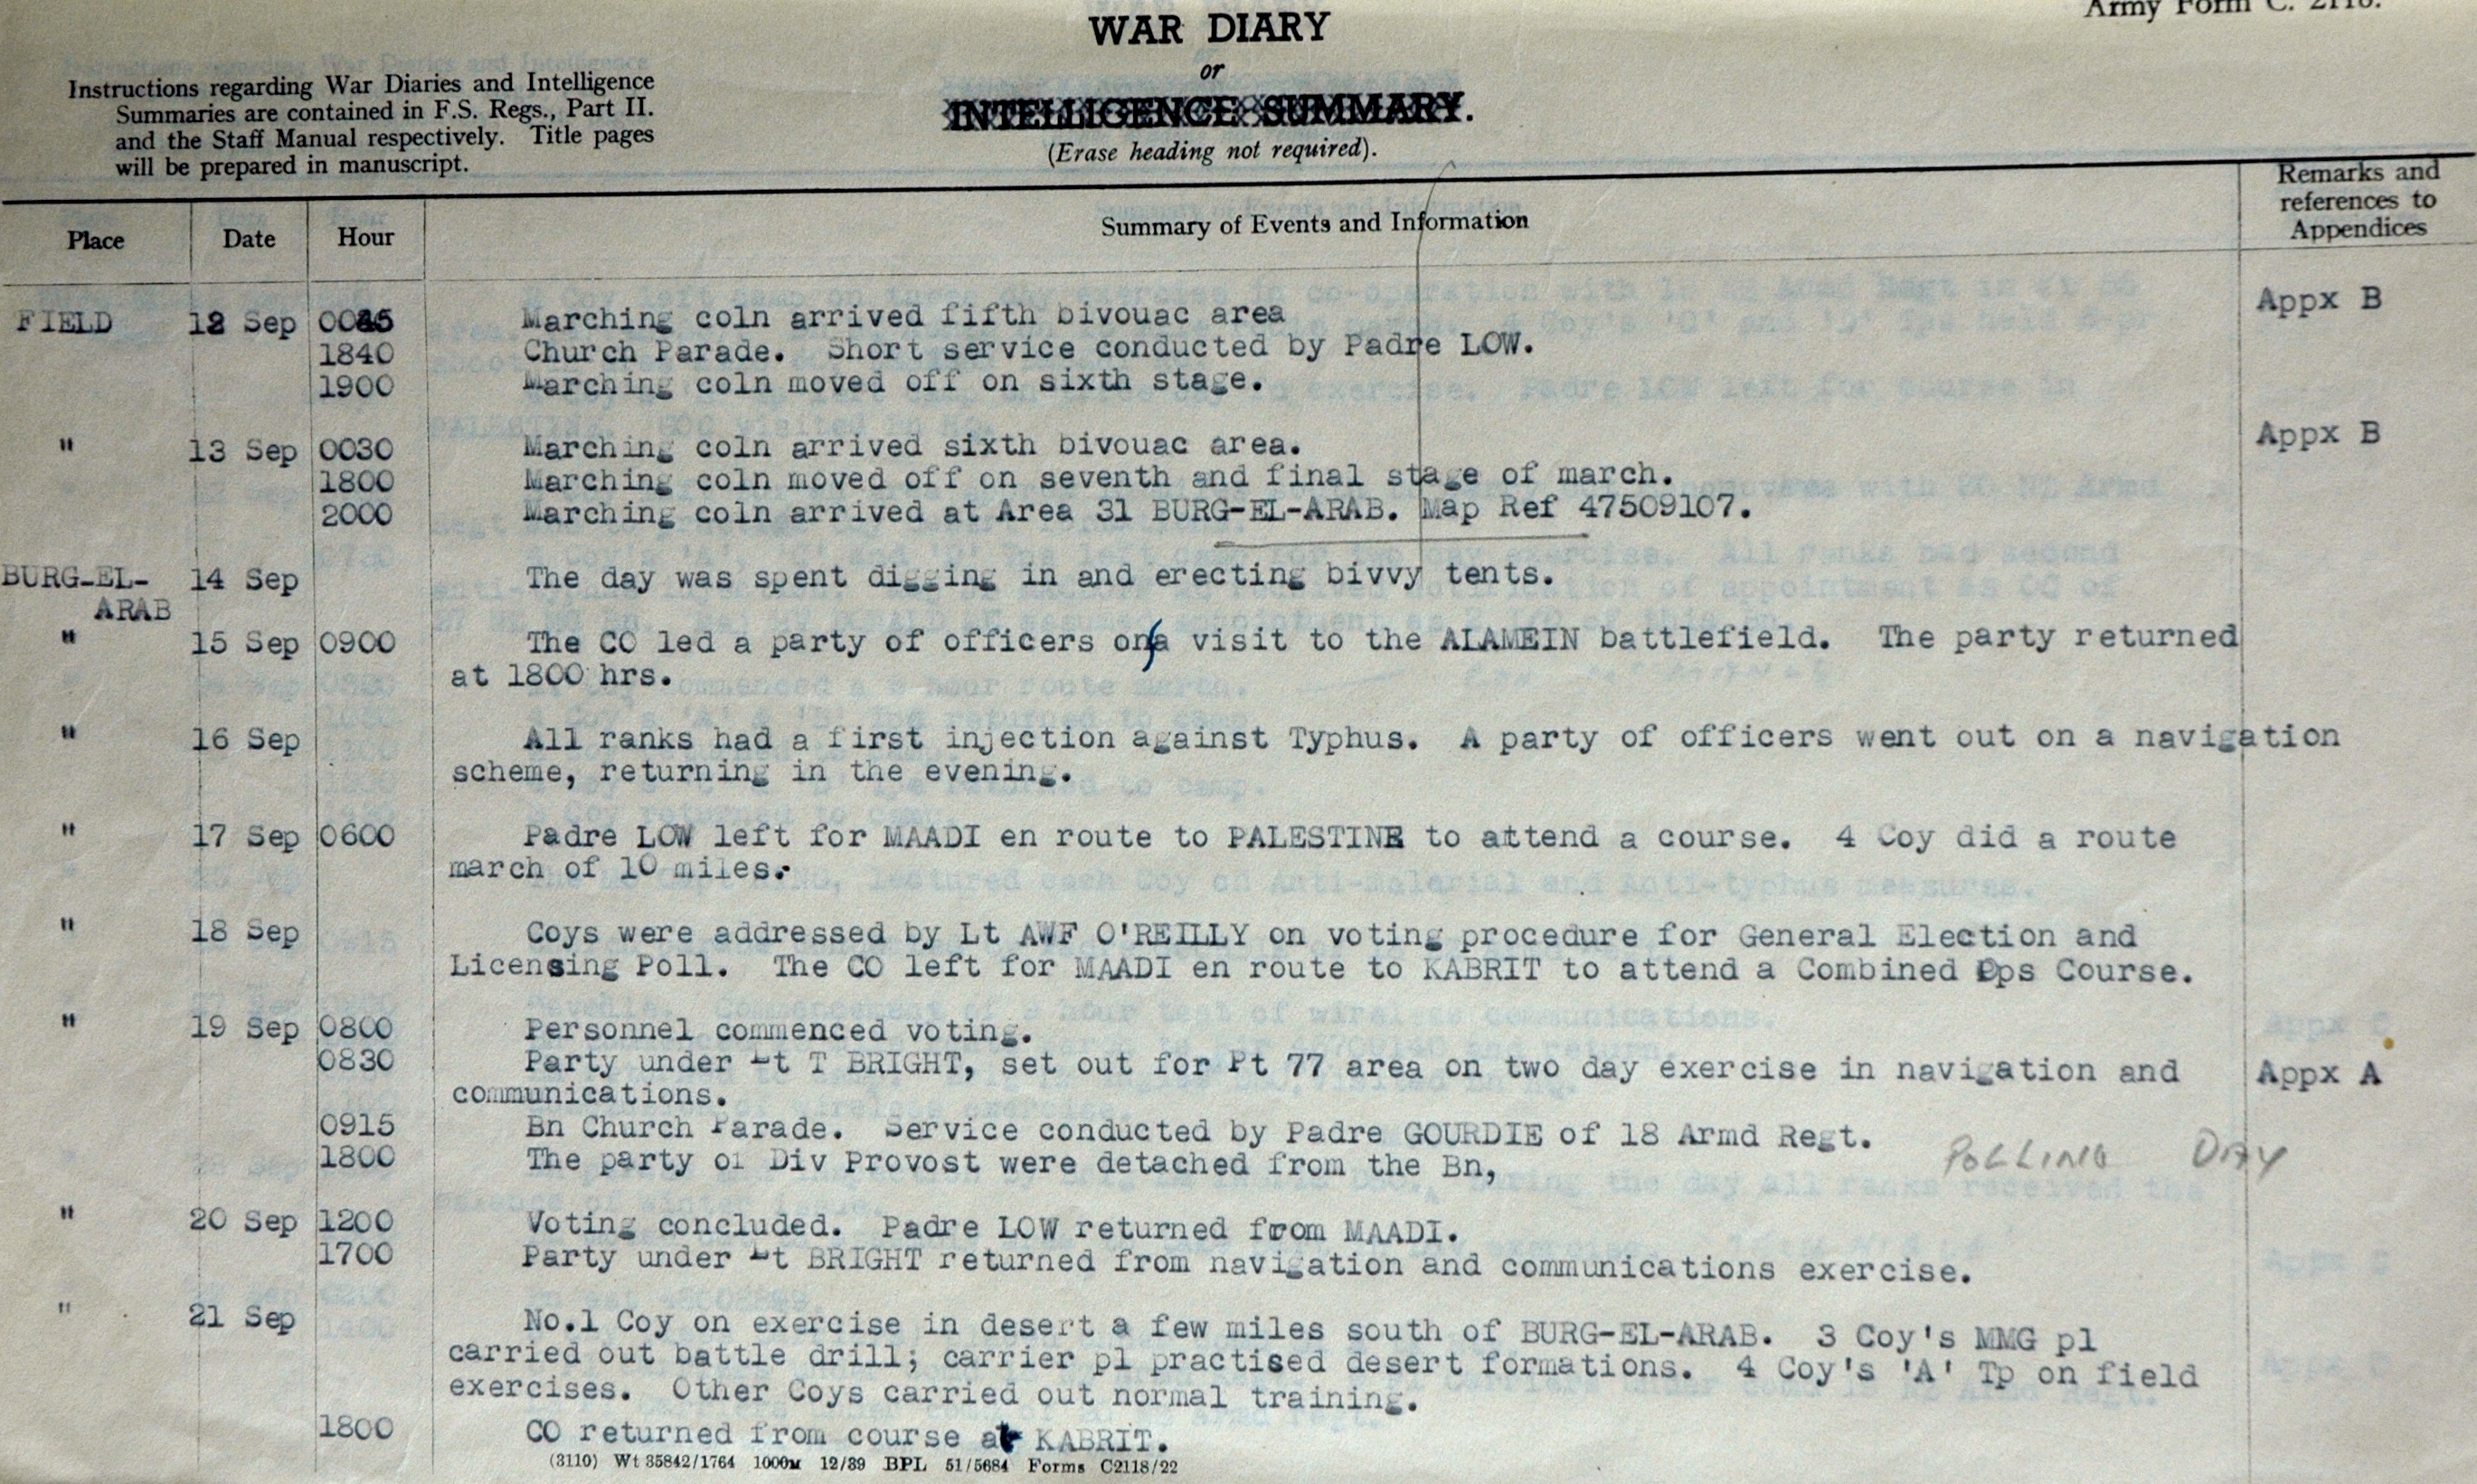 Army Form C. 2118.
WAR DIARY
or
INTELLIGENCE SUMMARY.
(Erase heading not required).
Instructions regarding War Diaries and Intelligence
Summaries are contained in F.S. Regs., Part II.
and the Staff Manual respectively. Title pages
will be prepared in manuscript.
Place Date Hour Summary of Events and Information Remarks and references to Appendices
FIELD 12 Sep Marching coln arrived fifth bivouac area Appx B
1840 Church Parade. Short service conducted by Padre LOW.
1900 Marching coln moved off on sixth stage.
" 13 Sep 0030 Marching coln arrived sixth bivouac area. Appx B
1800 Marching coln moved off on seventh and final stage of march.
2000 Marching coln arrived at Area 31 BURG-EL-ARAB. Map Ref 47509107.
BURG-EL- 14 Sep The day was spent digging in and erecting bivvy tents.
ARAB
" 15 Sep 0900 The CO led a party of officers on a visit to the ALAMEIN battlefield. The party returned
at 1800 hrs.
" 16 Sep All ranks had a first injection against Typhus. A party of officers went out on a navigation
scheme, returning in the evening.
" 17 Sep 0600 Padre LOW left for MAADI en route to PALESTINE to attend a course. 4 Coy did a route
march of 10 miles.
" 18 Sep Coys were addressed by Lt AWF O'REILLY on voting procedure for General Election and
Licensing Poll. The CO left for MAADI en route to KABRIT to attend a Combined Ops Course.
" 19 Sep 0800 Personnel commenced voting.
0830 Party under Lt T BRIGHT, set out for Pt 77 area on two day exercise in navigation and Appx A
communications.
0915 Bn Church Parade. Service conducted by Padre GOURDIE of 18 Armd Regt.
1800 The party of Div Provost were detached from the Bn, POLLING DAY
" 20 Sep 1200 Voting concluded. Padre LOW returned from MAADI.
1700 Party under Lt BRIGHT returned from navigation and communications exercise.
" 21 Sep No.1 Coy on exercise in desert a few miles south of BURG-EL-ARAB. 3 Coy's MMG pl
carried out battle drill; carrier pl practised desert formations. 4 Coy's 'A' Tp on field
exercises. Other Coys carried out normal training.
1800 CO returned from course at KABRIT.
(3110) Wt 35842/1764 1000M 12/39 BPL 51/5684 Forms C2118/22